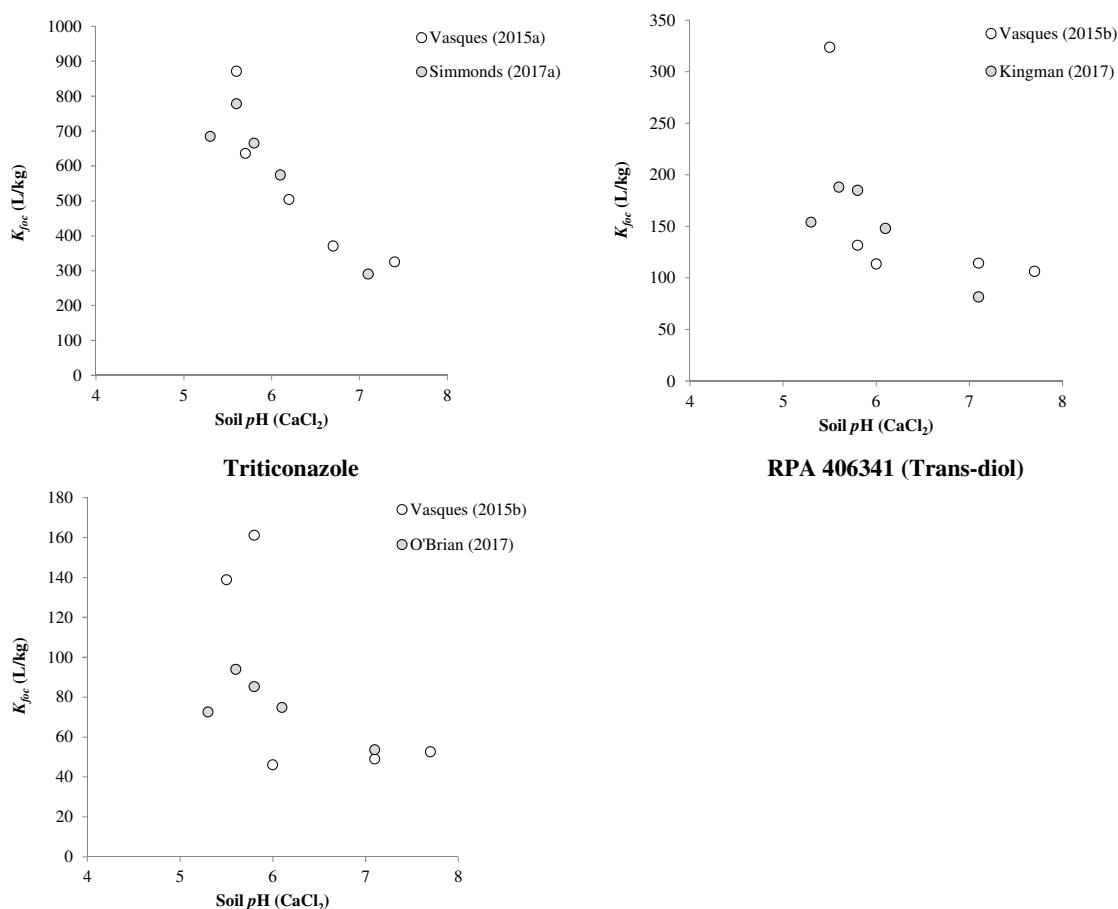 1000
900
800
700
600
500
400
300
200
100
0
K_foc (L/kg)
4 5 6 7 8
Soil pH (CaCl₂)
Vasques (2015a)
Simmonds (2017a)
Triticonazole
350
300
250
200
150
100
50
0
K_foc (L/kg)
4 5 6 7 8
Soil pH (CaCl₂)
Vasques (2015b)
Kingman (2017)
RPA 406341 (Trans-diol)
180
160
140
120
100
80
60
40
20
0
K_foc (L/kg)
4 5 6 7 8
Soil pH (CaCl₂)
Vasques (2015b)
O'Brian (2017)